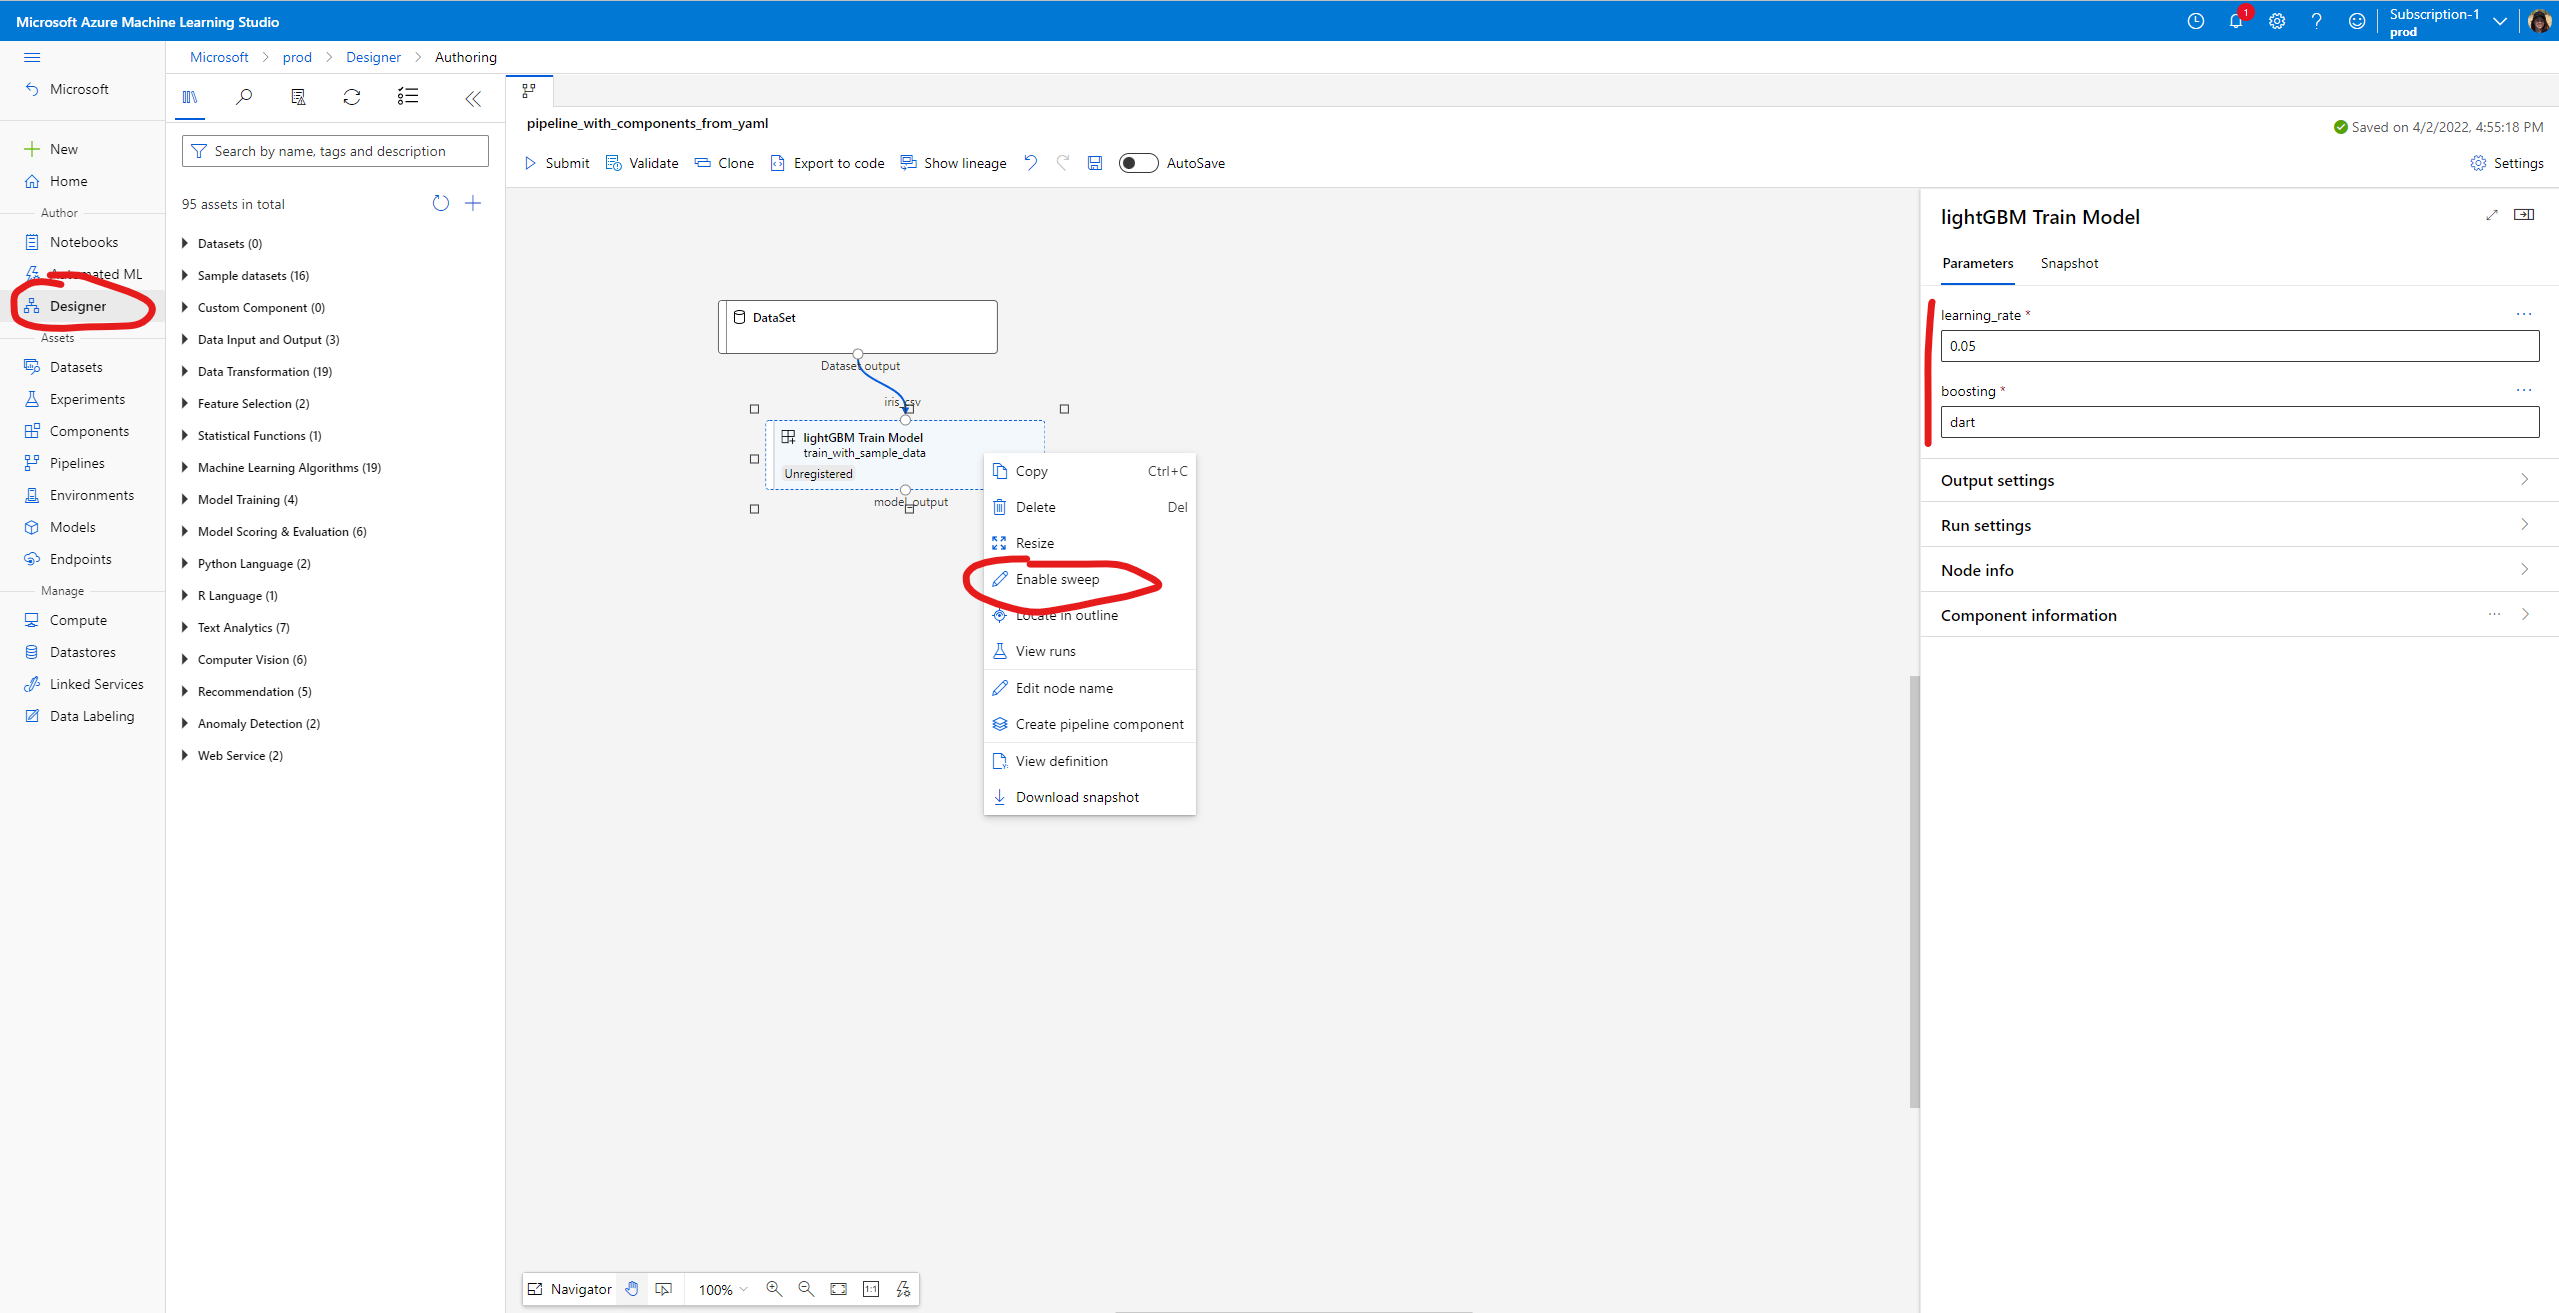 Microsoft Azure Machine Learning Studio
1
Subscription-1
prod
Microsoft
prod
Designer
Authoring
Microsoft
New
Home
Author
Notebooks
Automated ML
Designer
Assets
Datasets
Experiments
Components
Pipelines
Environments
Models
Endpoints
Manage
Compute
Datastores
Linked Services
Data Labeling
Search by name, tags and description
95 assets in total
Datasets (0)
Sample datasets (16)
Custom Component (0)
Data Input and Output (3)
Data Transformation (19)
Feature Selection (2)
Statistical Functions (1)
Machine Learning Algorithms (19)
Model Training (4)
Model Scoring & Evaluation (6)
Python Language (2)
R Language (1)
Text Analytics (7)
Computer Vision (6)
Recommendation (5)
Anomaly Detection (2)
Web Service (2)
pipeline_with_components_from_yaml
Saved on 4/2/2022, 4:55:18 PM
Submit
Validate
Clone
Export to code
Show lineage
AutoSave
Settings
DataSet
Dataset_output
iris_csv
lightGBM Train Model
train_with_sample_data
Unregistered
model_output
Copy Ctrl+C
Delete Del
Resize
Enable sweep
Locate in outline
View runs
Edit node name
Create pipeline component
View definition
Download snapshot
Navigator
100%
1:1
lightGBM Train Model
Parameters
Snapshot
learning_rate *
0.05
boosting *
dart
Output settings
Run settings
Node info
Component information